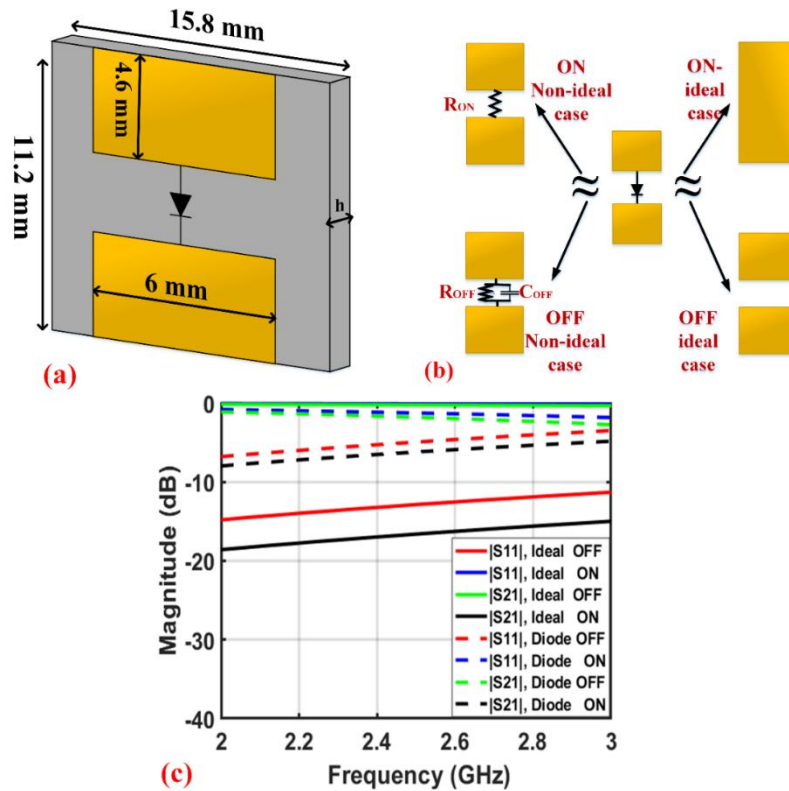 15.8 mm
4.6 mm
11.2 mm
h
6 mm
(a)
ON
Non-ideal
case
ON-
ideal
case
RON
ROFF
COFF
OFF
Non-ideal
case
OFF
ideal
case
(b)
0
-10
-20
-30
-40
Magnitude (dB)
|S11|, Ideal OFF
|S11|, Ideal ON
|S21|, Ideal OFF
|S21|, Ideal ON
|S11|, Diode OFF
|S11|, Diode ON
|S21|, Diode OFF
|S21|, Diode ON
2 2.2 2.4 2.6 2.8 3
Frequency (GHz)
(c)